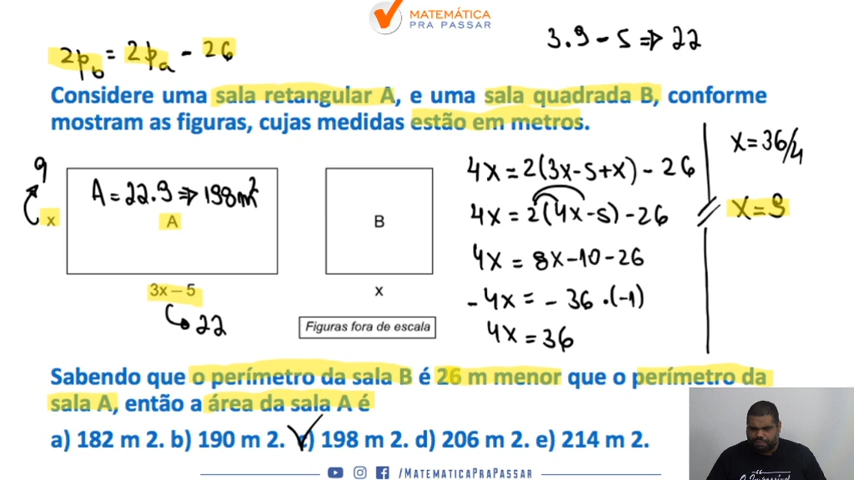 MATEMÁTICA
PRA PASSAR
3.9 - 5 ⇒ 22
2p_b = 2p_a - 26
Considere uma sala retangular A, e uma sala quadrada B, conforme
mostram as figuras, cujas medidas estão em metros.
9
x
A = 22.9 ⇒ 198m²
A
3x – 5
22
B
x
Figuras fora de escala
4x = 2(3x - 5 + x) - 26
4x = 2(4x - 5) - 26
4x = 8x - 10 - 26
-4x = - 36 .(-1)
4x = 36
x = 36/4
x = 9
Sabendo que o perímetro da sala B é 26 m menor que o perímetro da
sala A, então a área da sala A é
a) 182 m 2. b) 190 m 2. c) 198 m 2. d) 206 m 2. e) 214 m 2.
/MATEMATICAPRAPASSAR